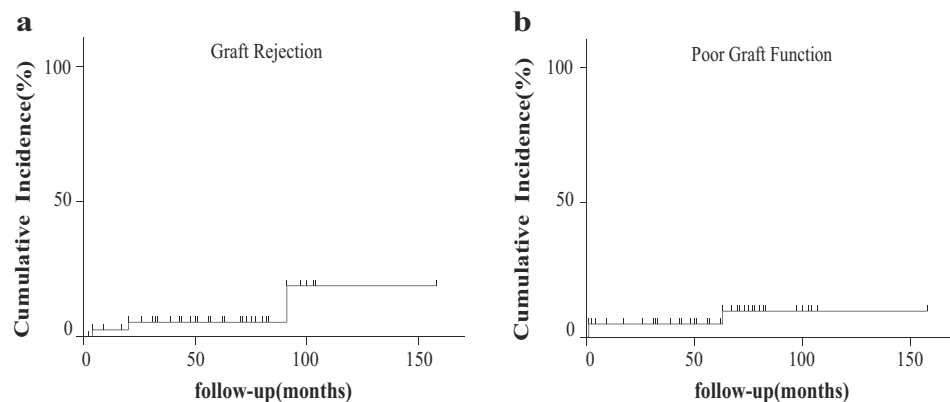 a
Graft Rejection
Cumulative Incidence(%)
100
50
0
0 50 100 150
follow-up(months)
b
Poor Graft Function
Cumulative Incidence(%)
100
50
0
0 50 100 150
follow-up(months)